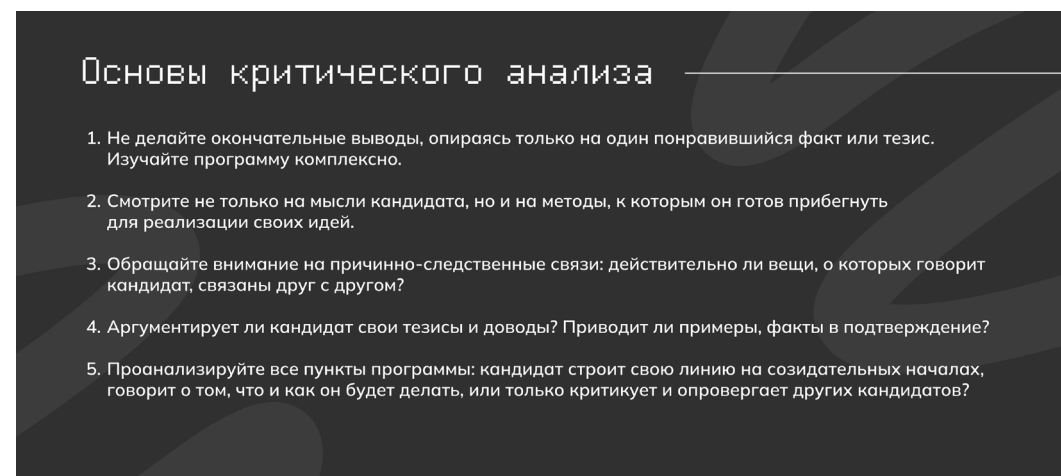 Основы критического анализа
1. Не делайте окончательные выводы, опираясь только на один понравившийся факт или тезис.
Изучайте программу комплексно.
2. Смотрите не только на мысли кандидата, но и на методы, к которым он готов прибегнуть
для реализации своих идей.
3. Обращайте внимание на причинно-следственные связи: действительно ли вещи, о которых говорит
кандидат, связаны друг с другом?
4. Аргументирует ли кандидат свои тезисы и доводы? Приводит ли примеры, факты в подтверждение?
5. Проанализируйте все пункты программы: кандидат строит свою линию на созидательных началах,
говорит о том, что и как он будет делать, или только критикует и опровергает других кандидатов?